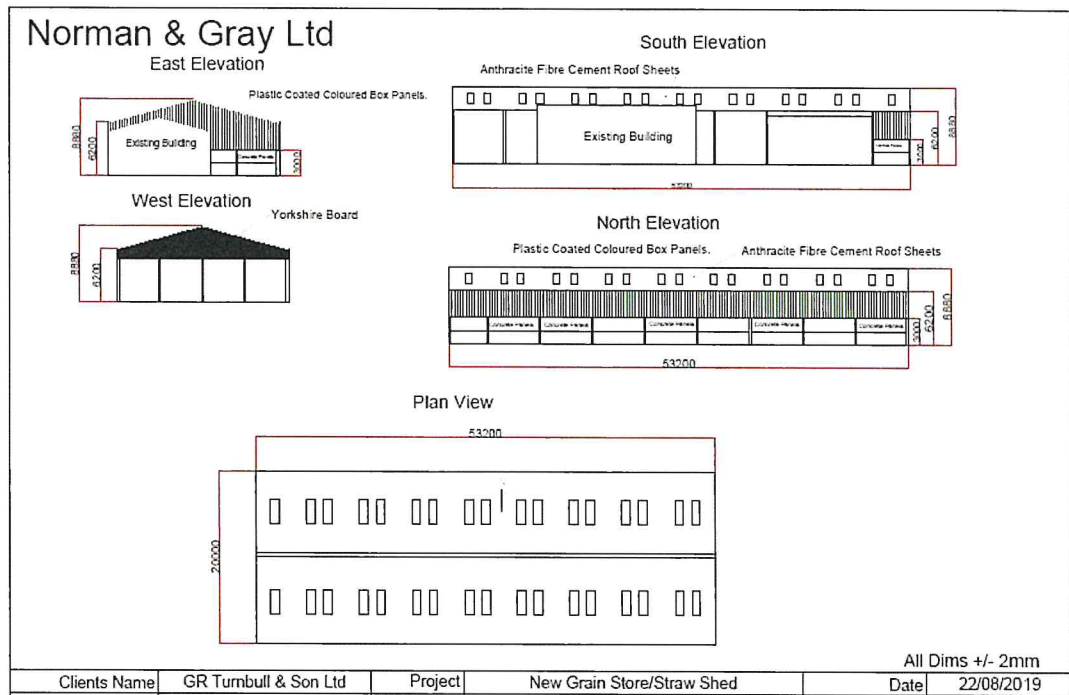 Norman & Gray Ltd
East Elevation
Plastic Coated Coloured Box Panels.
Existing Building
Concrete Panels
8880
6200
3000
South Elevation
Anthracite Fibre Cement Roof Sheets
Existing Building
3000
6200
8880
53200
West Elevation
Yorkshire Board
8880
6200
North Elevation
Plastic Coated Coloured Box Panels. Anthracite Fibre Cement Roof Sheets
Concrete Panels Concrete Panels Concrete Panels Concrete Panels Concrete Panels
3000
6200
8880
53200
Plan View
53200
20000
All Dims +/- 2mm
Clients Name GR Turnbull & Son Ltd Project New Grain Store/Straw Shed Date 22/08/2019